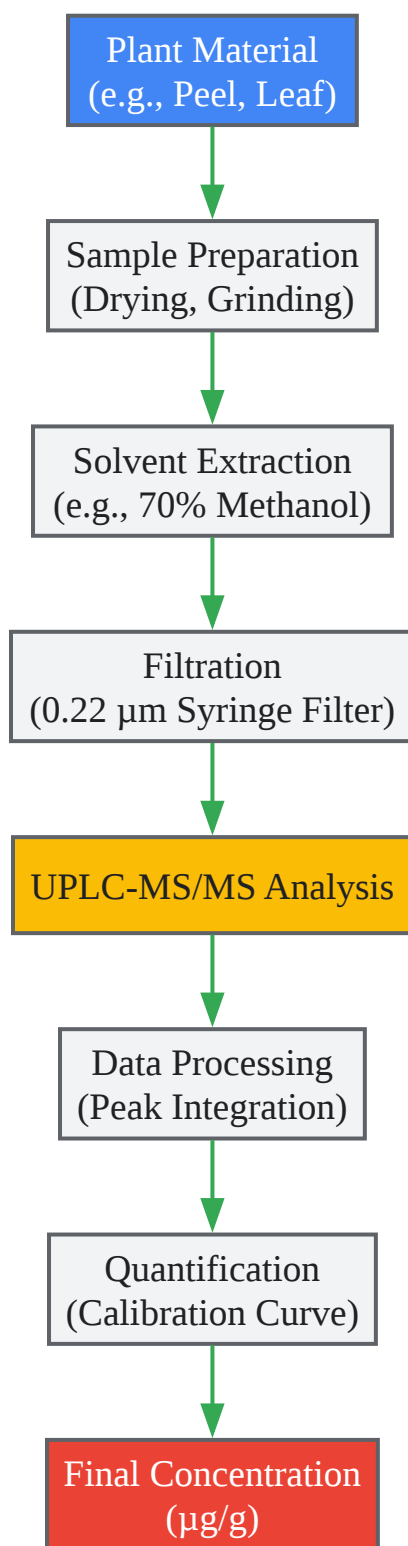 Plant Material
(e.g., Peel, Leaf)
Sample Preparation
(Drying, Grinding)
Solvent Extraction
(e.g., 70% Methanol)
Filtration
(0.22 µm Syringe Filter)
UPLC-MS/MS Analysis
Data Processing
(Peak Integration)
Quantification
(Calibration Curve)
Final Concentration
(µg/g)